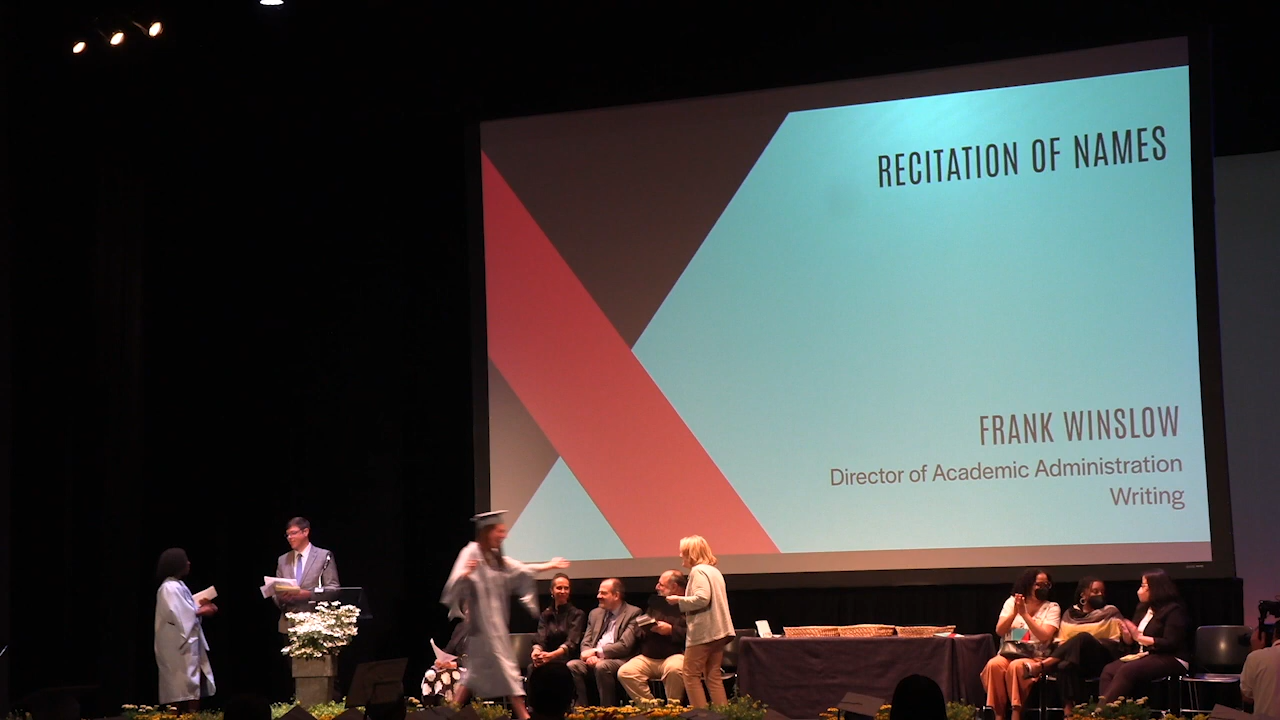 RECITATION OF NAMES
FRANK WINSLOW
Director of Academic Administration
Writing